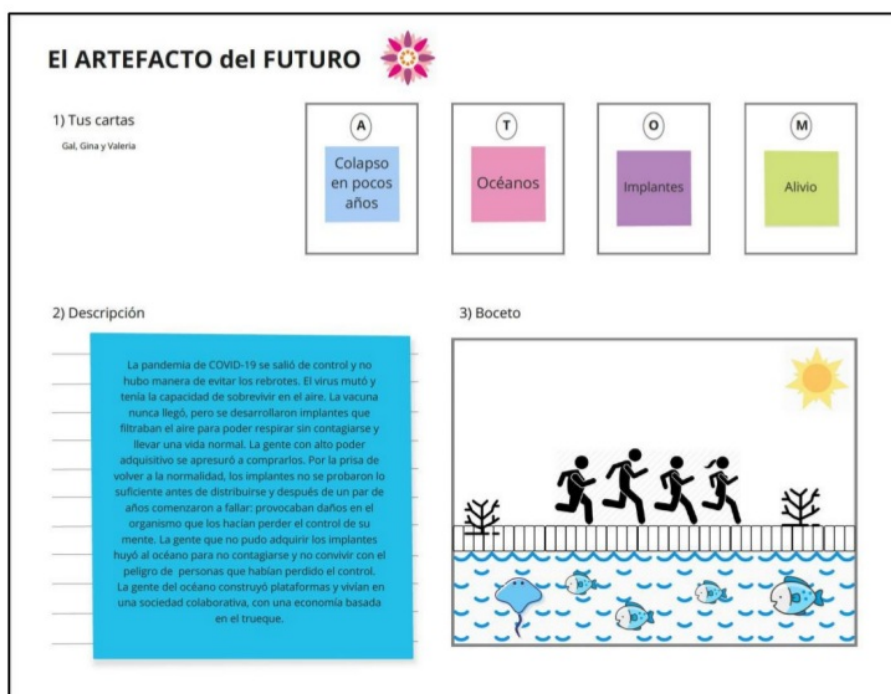 El ARTEFACTO del FUTURO
1) Tus cartas
Gal, Gina y Valeria
A
Colapso
en pocos
años
T
Océanos
O
Implantes
M
Alivio
2) Descripción
La pandemia de COVID-19 se salió de control y no
hubo manera de evitar los rebrotes. El virus mutó y
tenía la capacidad de sobrevivir en el aire. La vacuna
nunca llegó, pero se desarrollaron implantes que
filtraban el aire para poder respirar sin contagiarse y
llevar una vida normal. La gente con alto poder
adquisitivo se apresuró a comprarlos. Por la prisa de
volver a la normalidad, los implantes no se probaron lo
suficiente antes de distribuirse y después de un par de
años comenzaron a fallar: provocaban daños en el
organismo que los hacían perder el control de su
mente. La gente que no pudo adquirir los implantes
huyó al océano para no contagiarse y no convivir con el
peligro de personas que habían perdido el control.
La gente del océano construyó plataformas y vivían en
una sociedad colaborativa, con una economía basada
en el trueque.
3) Boceto